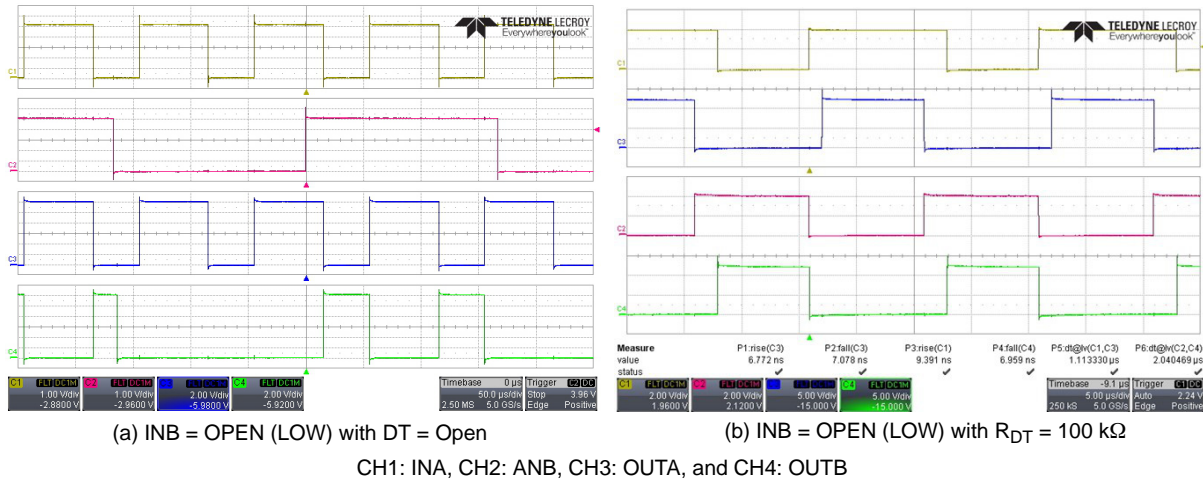 TELEDYNE LECROY
Everywhereyoulook™
C1
C2
C3
C4
C1 FLT DC1M
1.00 V/div
-2.8800 V
C2 FLT DC1M
1.00 V/div
-2.9600 V
FLT DC1M
2.00 V/div
-5.9800 V
C4 FLT DC1M
2.00 V/div
-5.9200 V
Timebase 0 µs
50.0 µs/div
2.50 MS 5.0 GS/s
Trigger C2 DC
Stop 3.96 V
Edge Positive
(a) INB = OPEN (LOW) with DT = Open
TELEDYNE LECROY
Everywhereyoulook™
C1
C3
C2
C4
Measure P1:rise(C3) P2:fall(C3) P3:rise(C1) P4:fall(C4) P5:dt@lv(C1,C3) P6:dt@lv(C2,C4)
value 6.772 ns 7.078 ns 9.391 ns 6.959 ns 1.113330 µs 2.040469 µs
status
C1 FLT DC1M
2.00 V/div
1.9600 V
C2 FLT DC1M
2.00 V/div
2.1200 V
FLT DC1M
5.00 V/div
-15.000 V
C4 FLT DC1M
5.00 V/div
-15.000 V
Timebase -9.1 µs
5.00 µs/div
250 kS 5.0 GS/s
Trigger C1 DC
Auto 2.24 V
Edge Positive
(b) INB = OPEN (LOW) with RDT = 100 kΩ
CH1: INA, CH2: ANB, CH3: OUTA, and CH4: OUTB